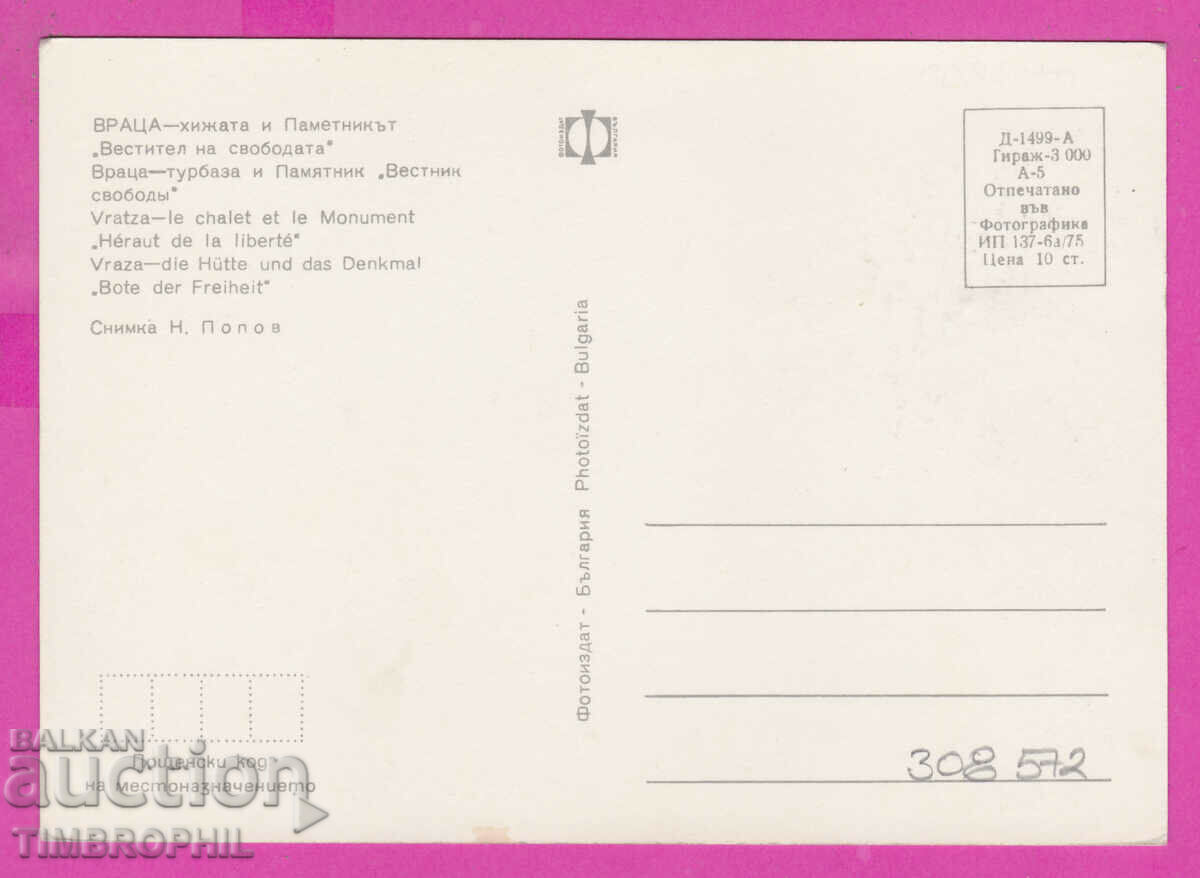 ВРАЦА—хижата и Паметникът
„Вестител на свободата"
Враца—турбаза и Памятник „Вестник
свободы"
Vratza—le chalet et le Monument
„Héraut de la liberté"
Vraza—die Hütte und das Denkmal
„Bote der Freiheit"
Снимка Н. Попов
ФОТОИЗДАТ БЪЛГАРИЯ
Д-1499-А
Тираж-3 000
А-5
Отпечатано
във
Фотографика
ИП 137-6а/75
Цена 10 ст.
Фотоиздат - България Photoïzdat - Bulgaria
Пощенски код
на местоназначението
308 572
BALKAN
auction
TIMBROPHIL